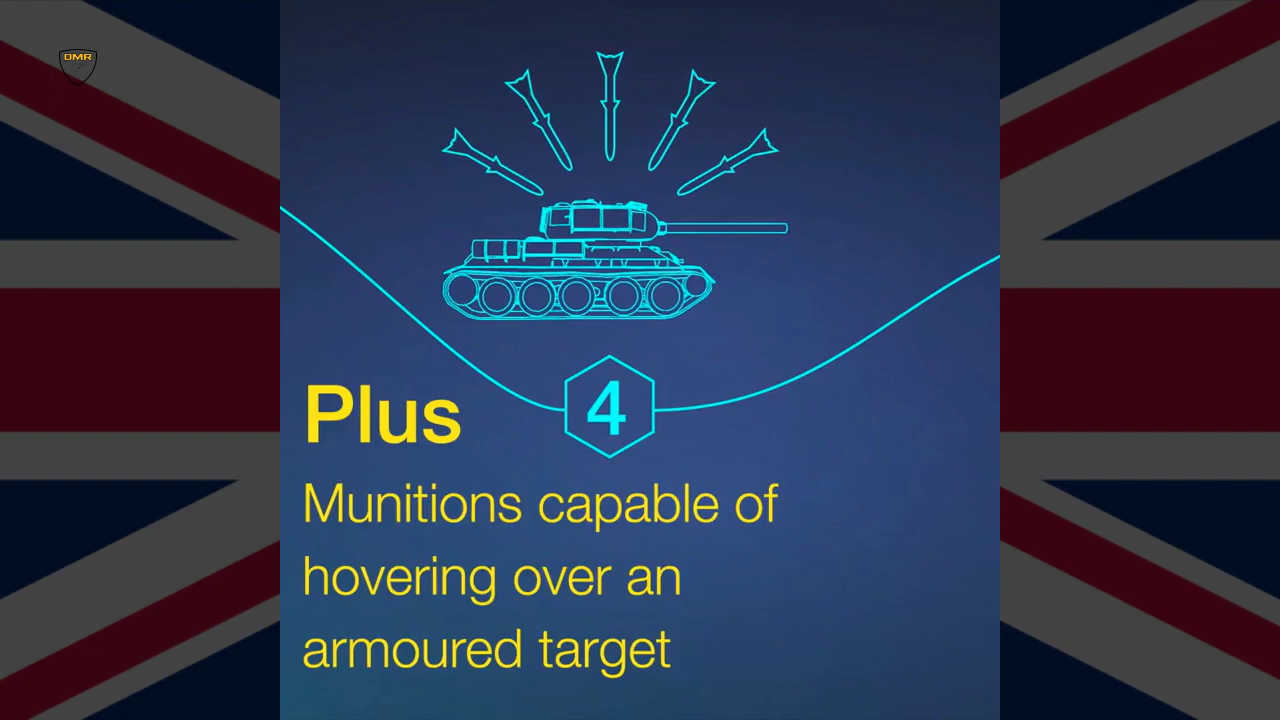 DMR
4
Plus
Munitions capable of
hovering over an
armoured target